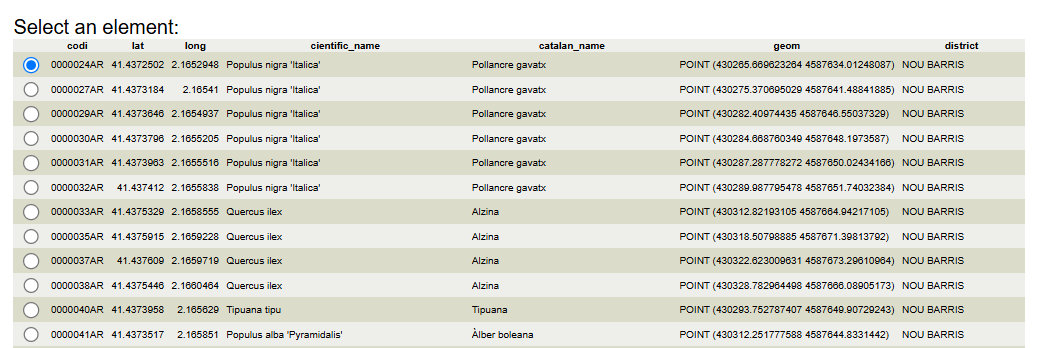 Select an element:
codi lat long cientific_name catalan_name geom district
0000024AR 41.4372502 2.1652948 Populus nigra 'Italica' Pollancre gavatx POINT (430265.669623264 4587634.01248087) NOU BARRIS
0000027AR 41.4373184 2.16541 Populus nigra 'Italica' Pollancre gavatx POINT (430275.370695029 4587641.48841885) NOU BARRIS
0000029AR 41.4373646 2.1654937 Populus nigra 'Italica' Pollancre gavatx POINT (430282.40974435 4587646.55037329) NOU BARRIS
0000030AR 41.4373796 2.1655205 Populus nigra 'Italica' Pollancre gavatx POINT (430284.668760349 4587648.1973587) NOU BARRIS
0000031AR 41.4373963 2.1655516 Populus nigra 'Italica' Pollancre gavatx POINT (430287.287778272 4587650.02434166) NOU BARRIS
0000032AR 41.437412 2.1655838 Populus nigra 'Italica' Pollancre gavatx POINT (430289.987795478 4587651.74032384) NOU BARRIS
0000033AR 41.4375329 2.1658555 Quercus ilex Alzina POINT (430312.82193105 4587664.94217105) NOU BARRIS
0000035AR 41.4375915 2.1659228 Quercus ilex Alzina POINT (430318.50798885 4587671.39813792) NOU BARRIS
0000037AR 41.437609 2.1659719 Quercus ilex Alzina POINT (430322.623009631 4587673.29610964) NOU BARRIS
0000038AR 41.4375446 2.1660464 Quercus ilex Alzina POINT (430328.782964498 4587666.08905173) NOU BARRIS
0000040AR 41.4373958 2.165629 Tipuana tipu Tipuana POINT (430293.752787407 4587649.90729243) NOU BARRIS
0000041AR 41.4373517 2.165851 Populus alba 'Pyramidalis' Àlber boleana POINT (430312.251777588 4587644.8331442) NOU BARRIS